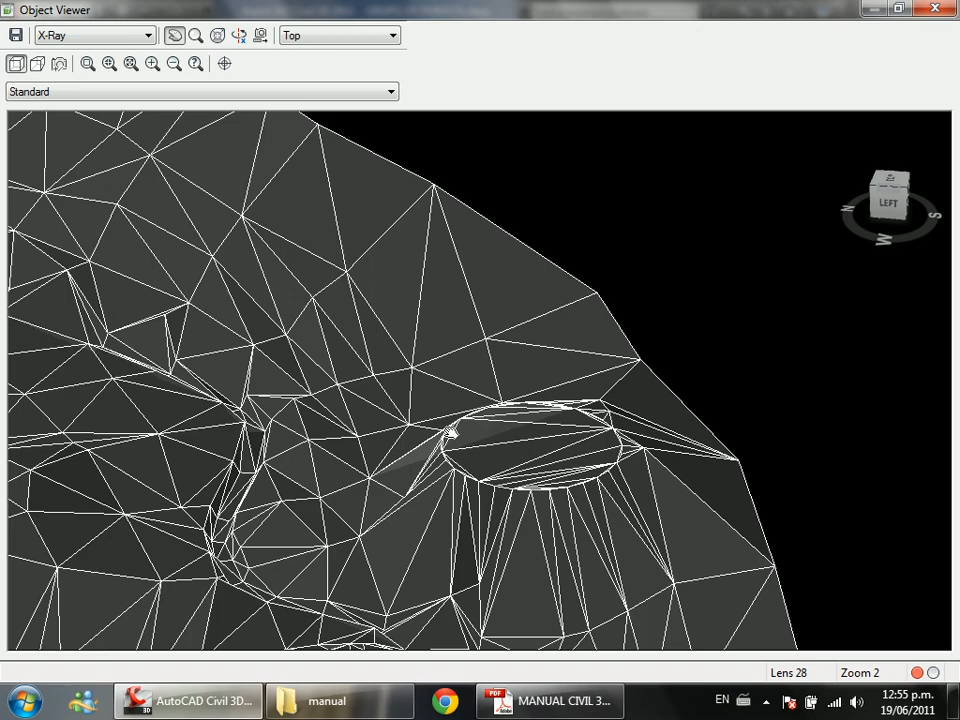 Object Viewer
X-Ray
Top
Standard
LEFT
N
S
W
Lens 28
Zoom 2
AutoCAD Civil 3D...
manual
MANUAL CIVIL 3...
EN
12:55 p.m.
19/06/2011